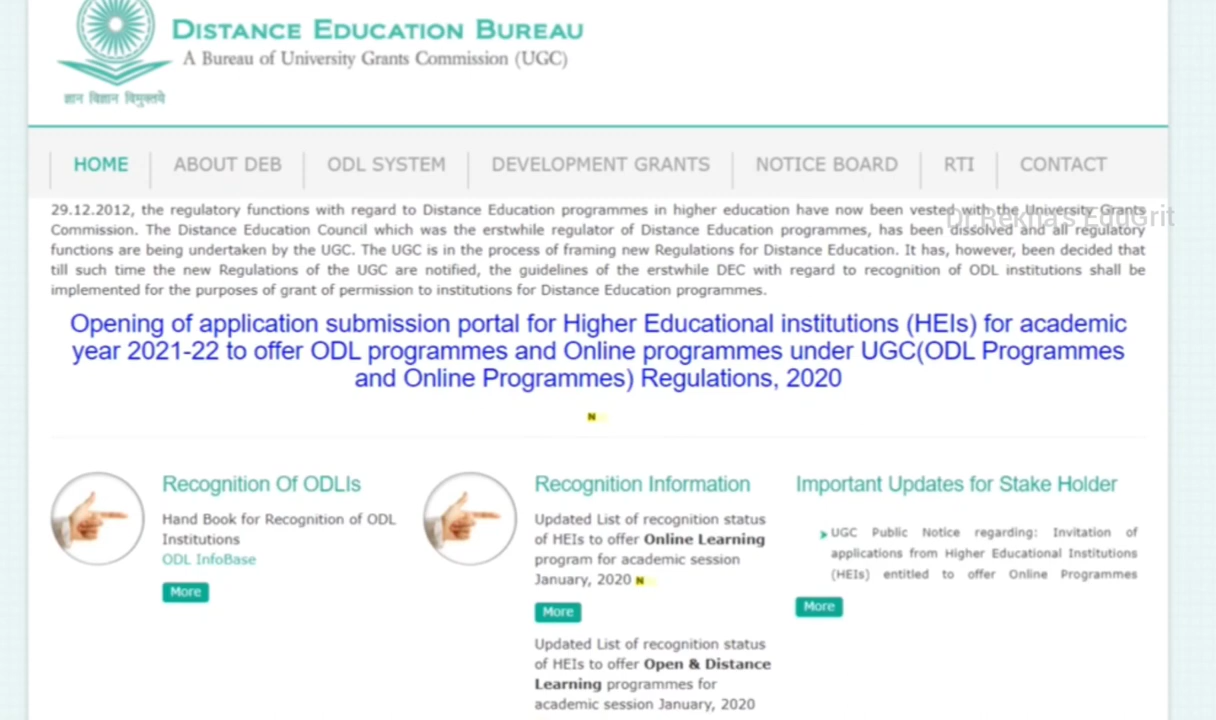 DISTANCE EDUCATION BUREAU
A Bureau of University Grants Commission (UGC)
ज्ञान विज्ञान विमुक्तये
HOME ABOUT DEB ODL SYSTEM DEVELOPMENT GRANTS NOTICE BOARD RTI CONTACT
29.12.2012, the regulatory functions with regard to Distance Education programmes in higher education have now been vested with the University Grants
Dr Rekha's EduGrit
Commission. The Distance Education Council which was the erstwhile regulator of Distance Education programmes, has been dissolved and all regulatory
functions are being undertaken by the UGC. The UGC is in the process of framing new Regulations for Distance Education. It has, however, been decided that
till such time the new Regulations of the UGC are notified, the guidelines of the erstwhile DEC with regard to recognition of ODL institutions shall be
implemented for the purposes of grant of permission to institutions for Distance Education programmes.
Opening of application submission portal for Higher Educational institutions (HEIs) for academic
year 2021-22 to offer ODL programmes and Online programmes under UGC(ODL Programmes
and Online Programmes) Regulations, 2020
N
Recognition Of ODLIs
Hand Book for Recognition of ODL
Institutions
ODL InfoBase
More
Recognition Information
Updated List of recognition status
of HEIs to offer Online Learning
program for academic session
January, 2020 N
More
Updated List of recognition status
of HEIs to offer Open & Distance
Learning programmes for
academic session January, 2020
Important Updates for Stake Holder
UGC Public Notice regarding: Invitation of
applications from Higher Educational Institutions
(HEIs) entitled to offer Online Programmes
More